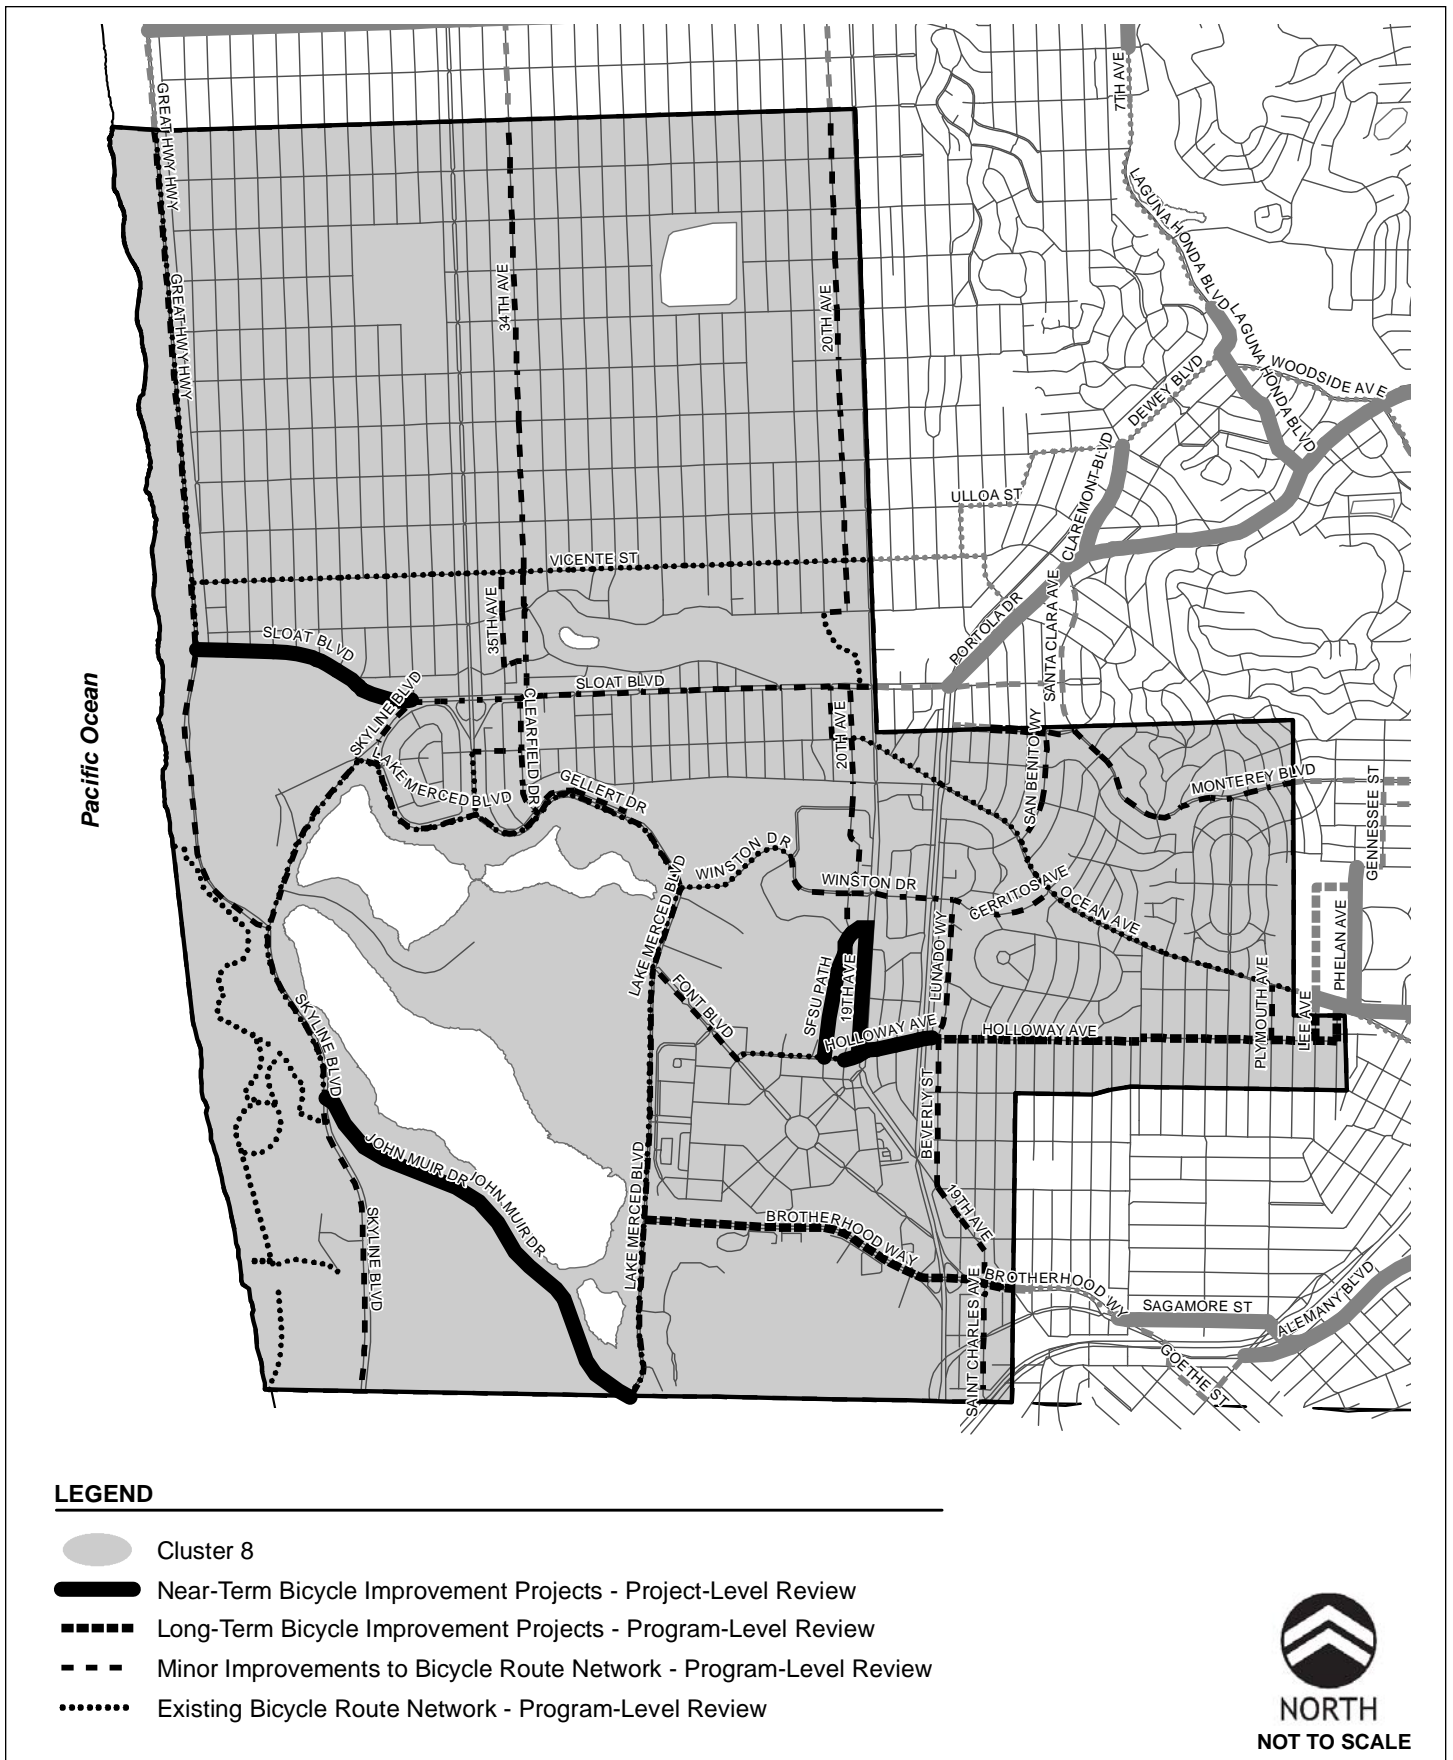 7TH AVE
GREAT HWY HWY
LAGUNA HONDA BLVD
GREAT HWY HWY
34TH AVE
20TH AVE
LAGUNA HONDA BLVD
WOODSIDE AVE
DEWEY BLVD
CLAREMONT BLVD
ULLOA ST
VICENTE ST
35TH AVE
PORTOLA DR
SANTA CLARA AVE
SLOAT BLVD
SLOAT BLVD
SKYLINE BLVD
CLEARFIELD DR
20TH AVE
SAN BENITO WY
Pacific Ocean
LAKE MERCED BLVD
GELLERT DR
MONTEREY BLVD
GENNESSEE ST
WINSTON DR
WINSTON DR
CERRITOS AVE
OCEAN AVE
LAKE MERCED BLVD
LUNADO WY
PHELAN AVE
FONT BLVD
SFSU PATH
19TH AVE
PLYMOUTH AVE
LEE AVE
SKYLINE BLVD
HOLLOWAY AVE
HOLLOWAY AVE
BEVERLY ST
JOHN MUIR DR
JOHN MUIR DR
LAKE MERCED BLVD
19TH AVE
SKYLINE BLVD
BROTHERHOOD WAY
BROTHERHOOD WY
SAGAMORE ST
ALEMANY BLVD
SAINT CHARLES AVE
GOETHE ST
LEGEND
Cluster 8
Near-Term Bicycle Improvement Projects - Project-Level Review
Long-Term Bicycle Improvement Projects - Program-Level Review
Minor Improvements to Bicycle Route Network - Program-Level Review
Existing Bicycle Route Network - Program-Level Review
NORTH
NOT TO SCALE